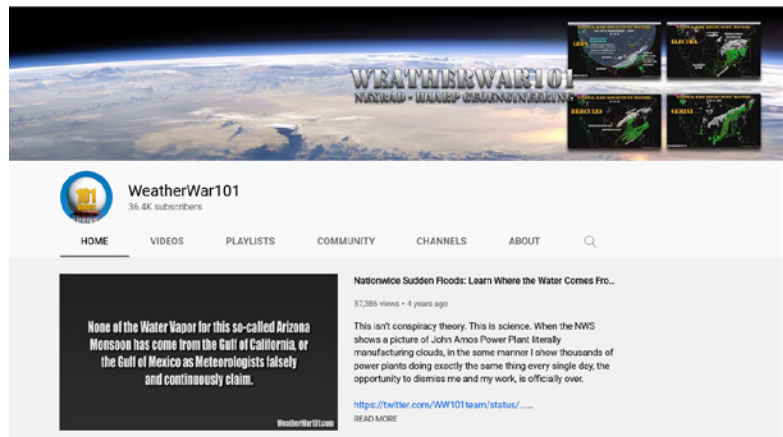 WEATHERWAR101
NEXRAD - HAARP GEOENGINEERING
LEON
ELECTRA
HERCULES
GEMINI
101
WeatherWar101
36.4K subscribers
HOME
VIDEOS
PLAYLISTS
COMMUNITY
CHANNELS
ABOUT
None of the Water Vapor for this so-called Arizona
Monsoon has come from the Gulf of California, or
the Gulf of Mexico as Meteorologists falsely
and continuously claim.
WeatherWar101.com
Nationwide Sudden Floods: Learn Where the Water Comes Fro...
37,386 views • 4 years ago
This isn't conspiracy theory. This is science. When the NWS
shows a picture of John Amos Power Plant literally
manufacturing clouds, in the same manner I show thousands of
power plants doing exactly the same thing every single day, the
opportunity to dismiss me and my work, is officially over.
https://twitter.com/WW101team/status/......
READ MORE